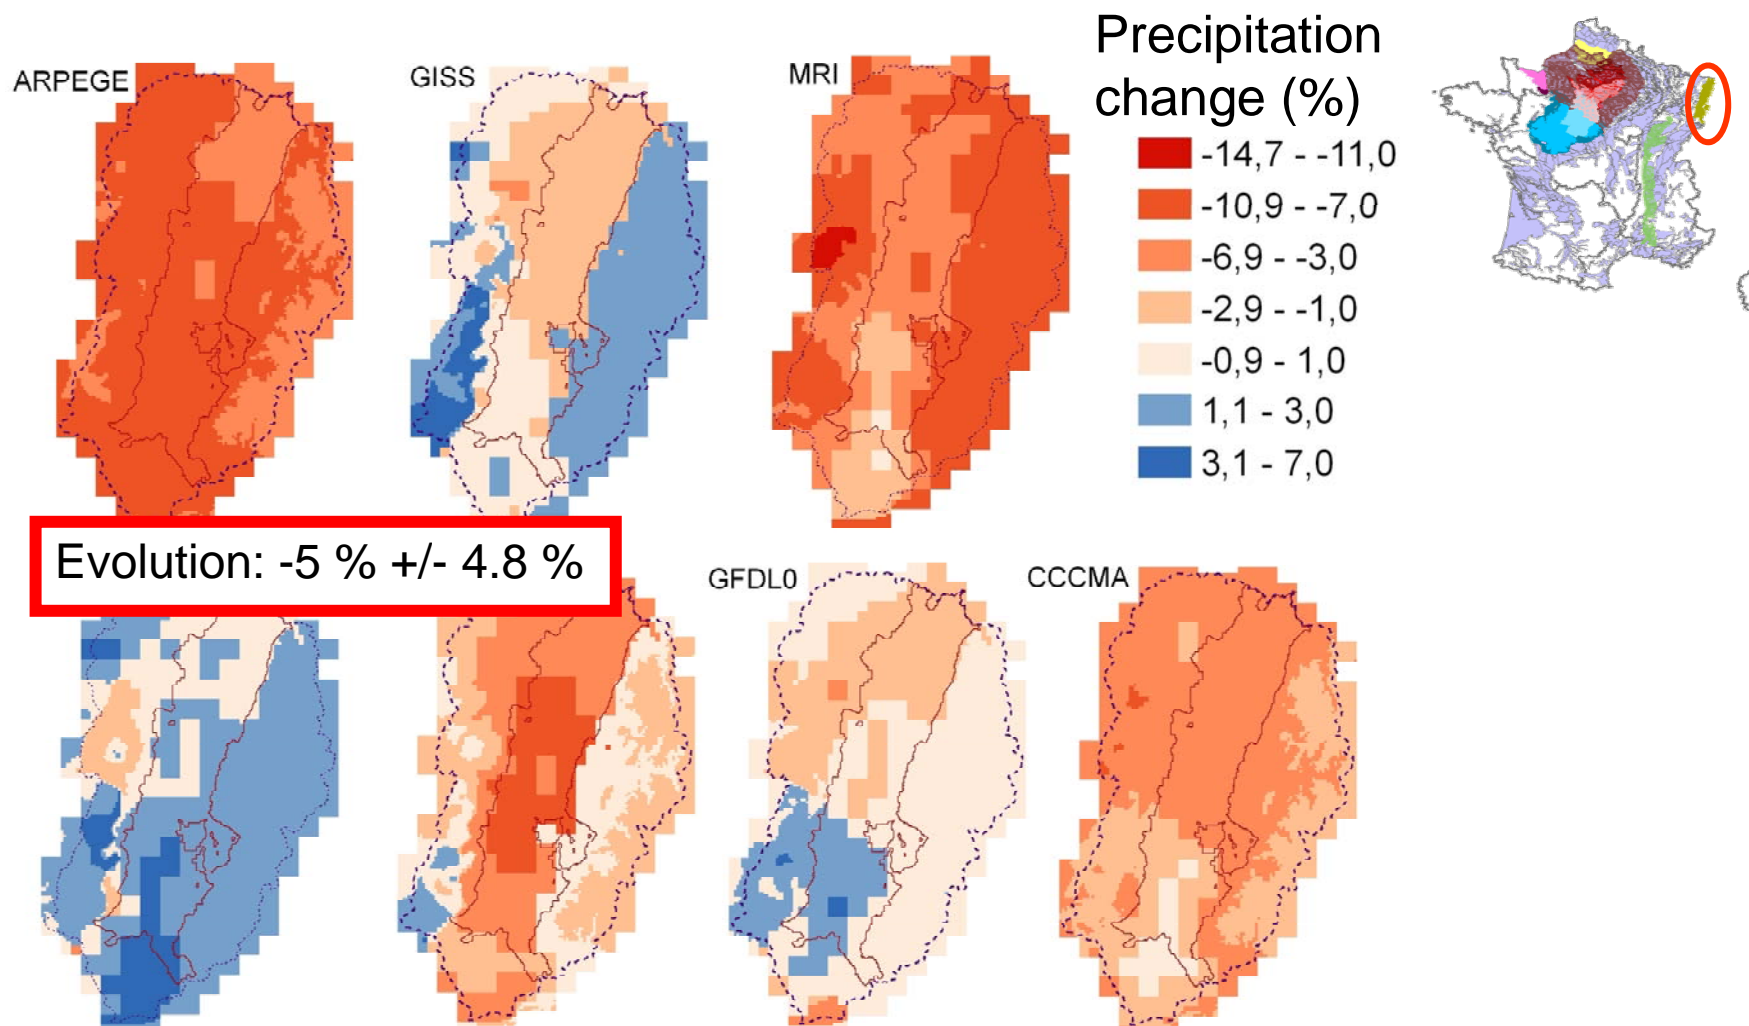 ARPEGE
GISS
MRI
Precipitation
change (%)
-14,7 - -11,0
-10,9 - -7,0
-6,9 - -3,0
-2,9 - -1,0
-0,9 - 1,0
1,1 - 3,0
3,1 - 7,0
Evolution: -5 % +/- 4.8 %
GFDL0
CCCMA